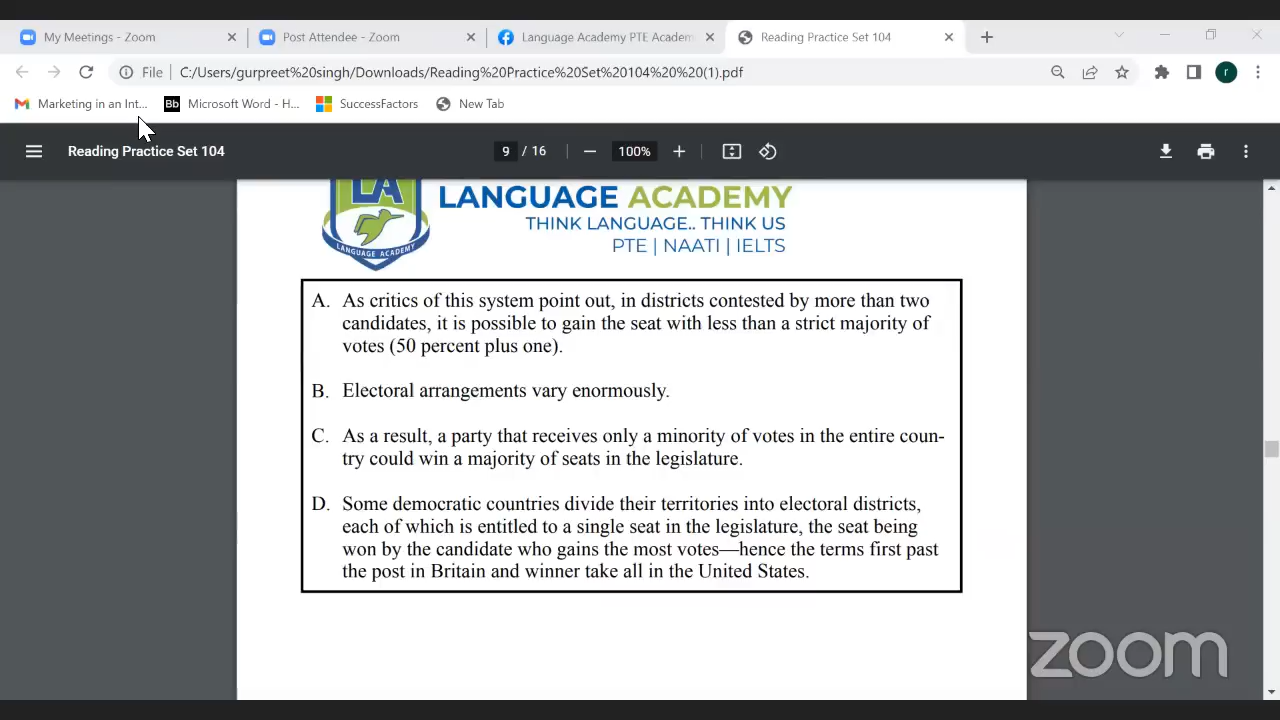 My Meetings - Zoom
Post Attendee - Zoom
Language Academy PTE Academ
Reading Practice Set 104
File C:/Users/gurpreet%20singh/Downloads/Reading%20Practice%20Set%20104%20%20(1).pdf
r
Marketing in an Int...
Bb Microsoft Word - H...
SuccessFactors
New Tab
Reading Practice Set 104
9 / 16
100%
LA
LANGUAGE ACADEMY
LANGUAGE ACADEMY
THINK LANGUAGE.. THINK US
PTE | NAATI | IELTS
A. As critics of this system point out, in districts contested by more than two
candidates, it is possible to gain the seat with less than a strict majority of
votes (50 percent plus one).
B. Electoral arrangements vary enormously.
C. As a result, a party that receives only a minority of votes in the entire coun-
try could win a majority of seats in the legislature.
D. Some democratic countries divide their territories into electoral districts,
each of which is entitled to a single seat in the legislature, the seat being
won by the candidate who gains the most votes—hence the terms first past
the post in Britain and winner take all in the United States.
zoom